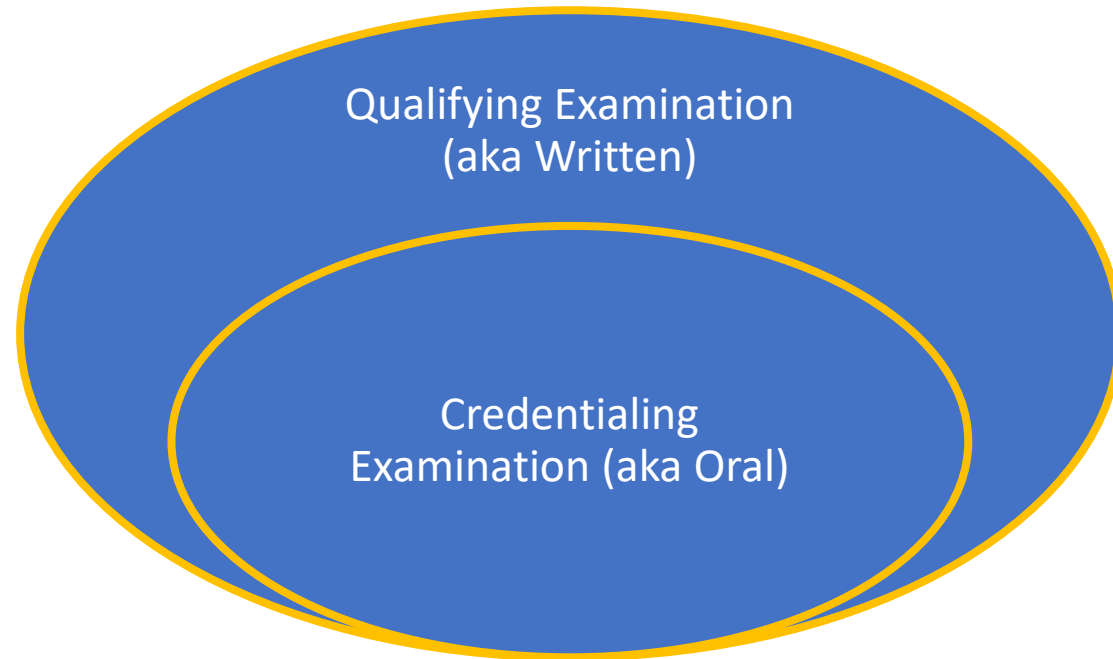 Qualifying Examination
(aka Written)
Credentialing
Examination (aka Oral)